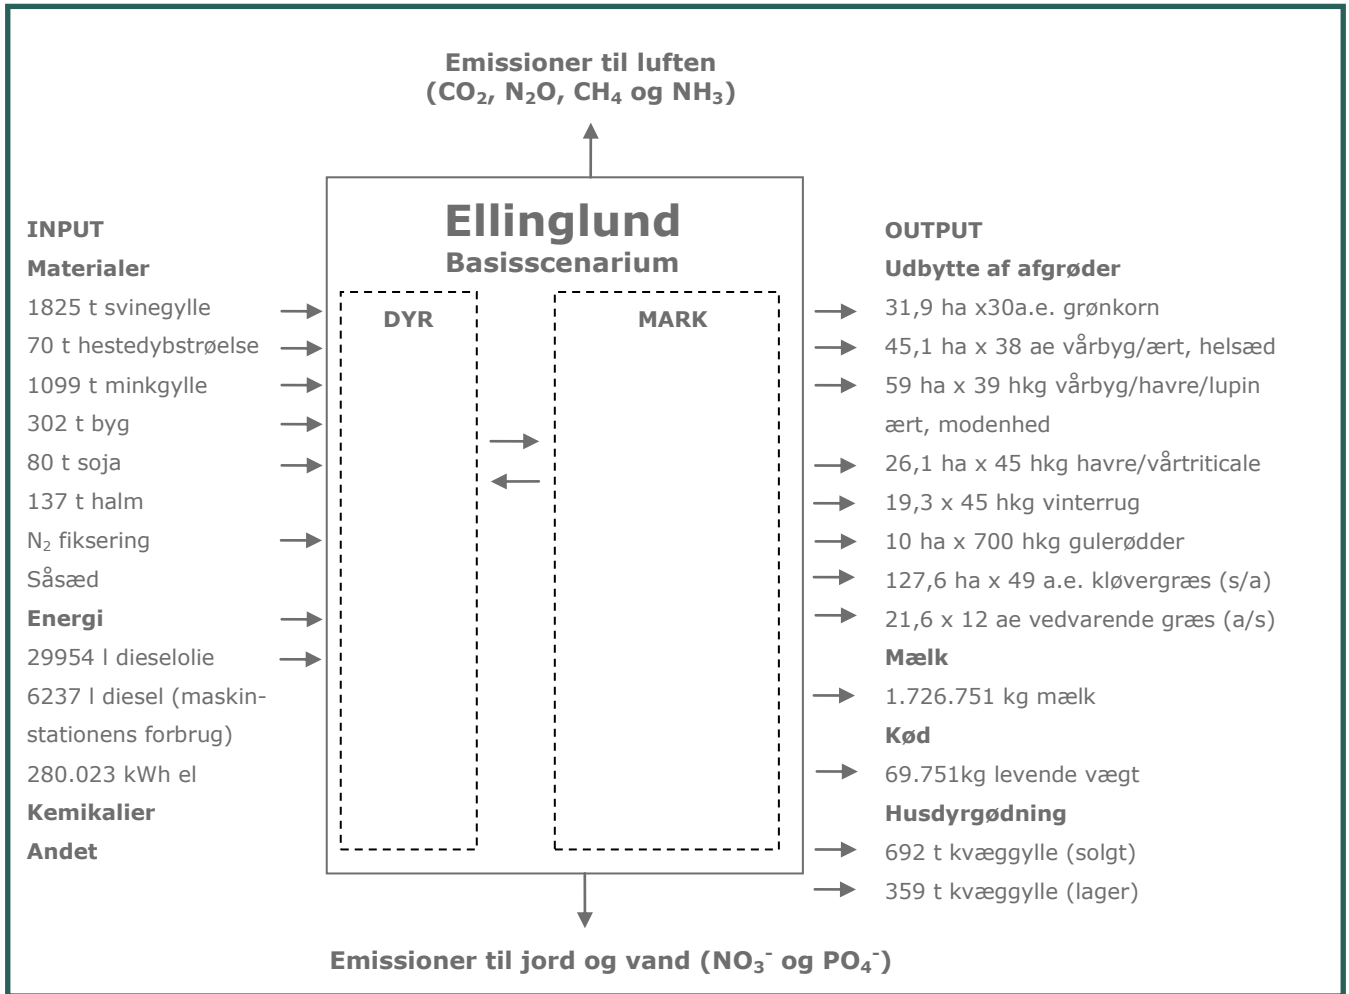 Emissioner til luften
(CO₂, N₂O, CH₄ og NH₃)
Ellinglund
Basisscenarium
DYR
MARK
INPUT
Materialer
1825 t svinegylle
70 t hestedybstrøelse
1099 t minkgylle
302 t byg
80 t soja
137 t halm
N₂ fiksering
Såsæd
Energi
29954 l dieselolie
6237 l diesel (maskin-
stationens forbrug)
280.023 kWh el
Kemikalier
Andet
OUTPUT
Udbytte af afgrøder
31,9 ha x30a.e. grønkorn
45,1 ha x 38 ae vårbyg/ært, helsæd
59 ha x 39 hkg vårbyg/havre/lupin
ært, modenhed
26,1 ha x 45 hkg havre/vårtriticale
19,3 x 45 hkg vinterrug
10 ha x 700 hkg gulerødder
127,6 ha x 49 a.e. kløvergræs (s/a)
21,6 x 12 ae vedvarende græs (a/s)
Mælk
1.726.751 kg mælk
Kød
69.751kg levende vægt
Husdyrgødning
692 t kvæggylle (solgt)
359 t kvæggylle (lager)
Emissioner til jord og vand (NO₃⁻ og PO₄⁻)